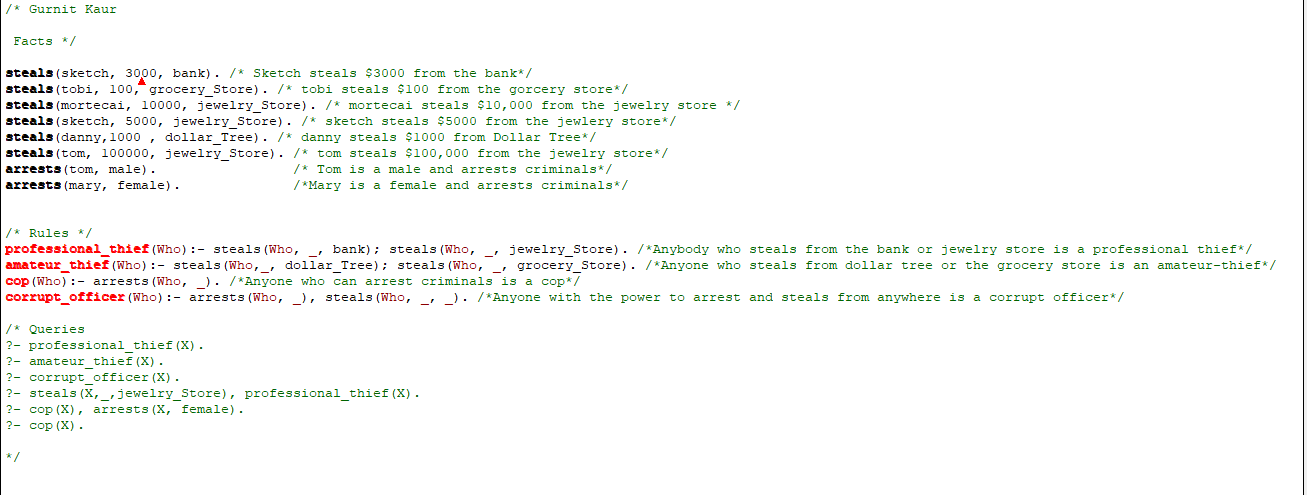 /* Gurnit Kaur
Facts */
steals(sketch, 3000, bank). /* Sketch steals $3000 from the bank*/
steals(tobi, 100, grocery_Store). /* tobi steals $100 from the gorcery store*/
steals(mortecai, 10000, jewelry_Store). /* mortecai steals $10,000 from the jewelry store */
steals(sketch, 5000, jewelry_Store). /* sketch steals $5000 from the jewlery store*/
steals(danny,1000 , dollar_Tree). /* danny steals $1000 from Dollar Tree*/
steals(tom, 100000, jewelry_Store). /* tom steals $100,000 from the jewelry store*/
arrests(tom, male). /* Tom is a male and arrests criminals*/
arrests(mary, female). /*Mary is a female and arrests criminals*/
/* Rules */
professional_thief(Who):- steals(Who, _, bank); steals(Who, _, jewelry_Store). /*Anybody who steals from the bank or jewelry store is a professional thief*/
amateur_thief(Who):- steals(Who,_, dollar_Tree); steals(Who, _, grocery_Store). /*Anyone who steals from dollar tree or the grocery store is an amateur-thief*/
cop(Who):- arrests(Who, _). /*Anyone who can arrest criminals is a cop*/
corrupt_officer(Who):- arrests(Who, _), steals(Who, _, _). /*Anyone with the power to arrest and steals from anywhere is a corrupt officer*/
/* Queries
?- professional_thief(X).
?- amateur_thief(X).
?- corrupt_officer(X).
?- steals(X,_,jewelry_Store), professional_thief(X).
?- cop(X), arrests(X, female).
?- cop(X).
*/